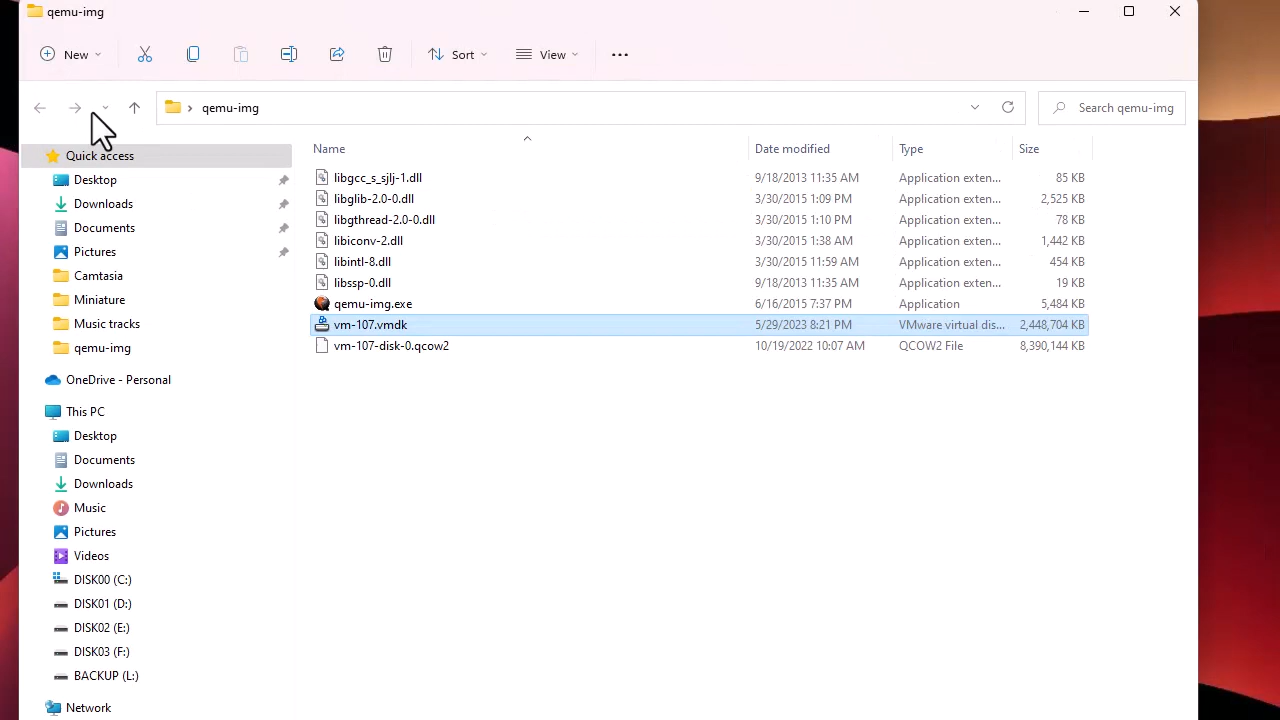 qemu-img
New
Sort
View
qemu-img
Search qemu-img
Quick access
Desktop
Downloads
Documents
Pictures
Camtasia
Miniature
Music tracks
qemu-img
OneDrive - Personal
This PC
Desktop
Documents
Downloads
Music
Pictures
Videos
DISK00 (C:)
DISK01 (D:)
DISK02 (E:)
DISK03 (F:)
BACKUP (L:)
Network
Name Date modified Type Size
libgcc_s_sjlj-1.dll 9/18/2013 11:35 AM Application exten... 85 KB
libglib-2.0-0.dll 3/30/2015 1:09 PM Application exten... 2,525 KB
libgthread-2.0-0.dll 3/30/2015 1:10 PM Application exten... 78 KB
libiconv-2.dll 3/30/2015 1:38 AM Application exten... 1,442 KB
libintl-8.dll 3/30/2015 11:59 AM Application exten... 454 KB
libssp-0.dll 9/18/2013 11:35 AM Application exten... 19 KB
qemu-img.exe 6/16/2015 7:37 PM Application 5,484 KB
vm-107.vmdk 5/29/2023 8:21 PM VMware virtual dis... 2,448,704 KB
vm-107-disk-0.qcow2 10/19/2022 10:07 AM QCOW2 File 8,390,144 KB